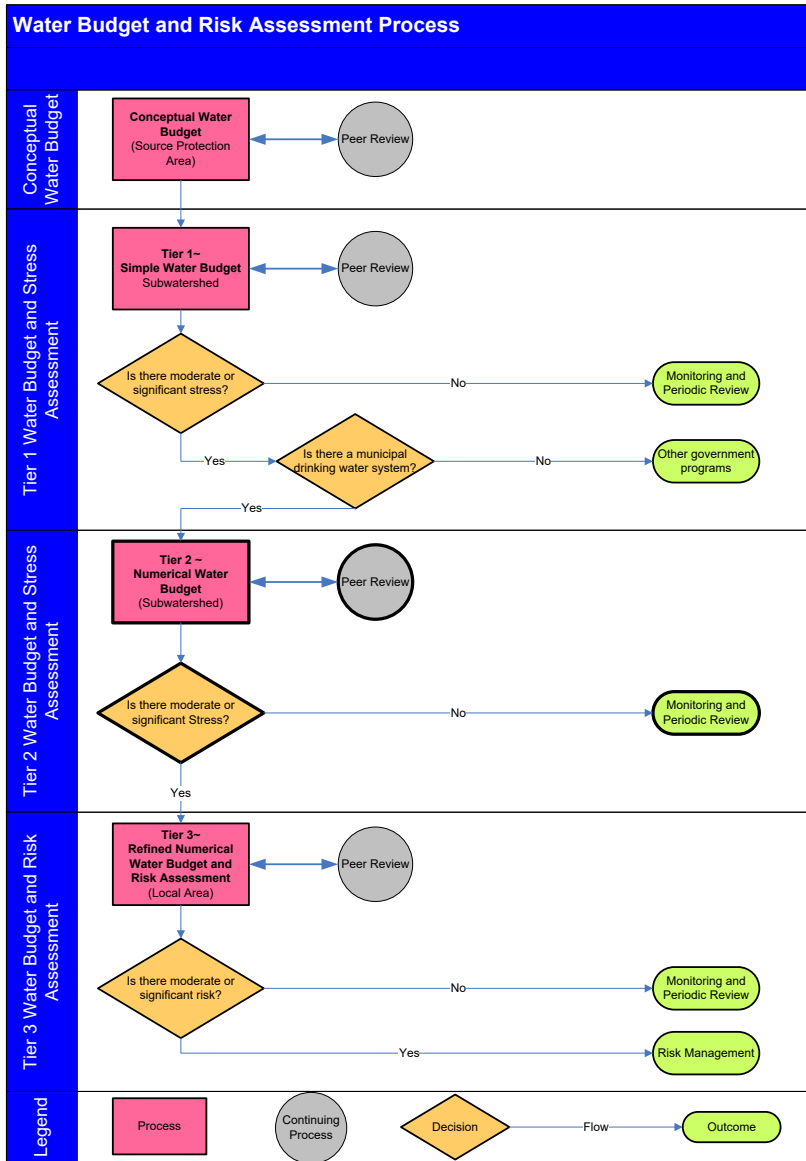 Water Budget and Risk Assessment Process
Conceptual
Water Budget
Conceptual Water
Budget
(Source Protection
Area)
Peer Review
Tier 1 Water Budget and Stress
Assessment
Tier 1~
Simple Water Budget
Subwatershed
Peer Review
Is there moderate or
significant stress?
No
Monitoring and
Periodic Review
Yes
Is there a municipal
drinking water system?
No
Other government
programs
Yes
Tier 2 Water Budget and Stress
Assessment
Tier 2 ~
Numerical Water
Budget
(Subwatershed)
Peer Review
Is there moderate or
significant Stress?
No
Monitoring and
Periodic Review
Yes
Tier 3 Water Budget and Risk
Assessment
Tier 3~
Refined Numerical
Water Budget and
Risk Assessment
(Local Area)
Peer Review
Is there moderate or
significant risk?
No
Monitoring and
Periodic Review
Yes
Risk Management
Legend
Process
Continuing
Process
Decision
Flow
Outcome